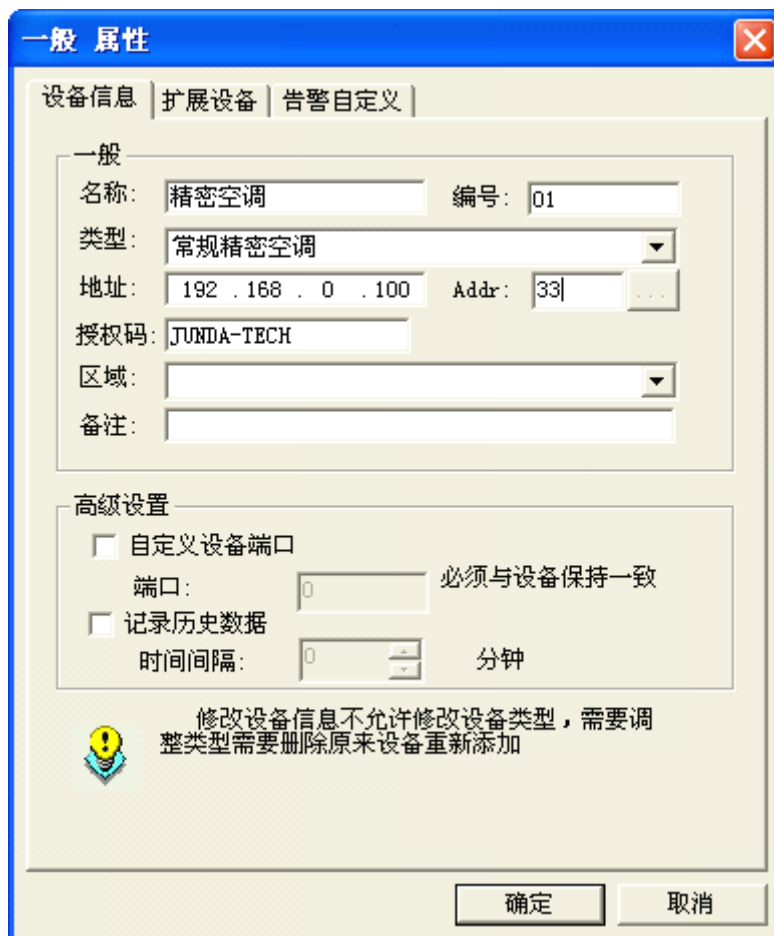 一般 属性
设备信息 扩展设备 告警自定义
一般
名称: 精密空调 编号: 01
类型: 常规精密空调
地址: 192 .168 . 0 .100 Addr: 33 ...
授权码: JUNDA-TECH
区域:
备注:
高级设置
自定义设备端口
端口: 0 必须与设备保持一致
记录历史数据
时间间隔: 0 分钟
修改设备信息不允许修改设备类型，需要调
整类型需要删除原来设备重新添加
确定 取消